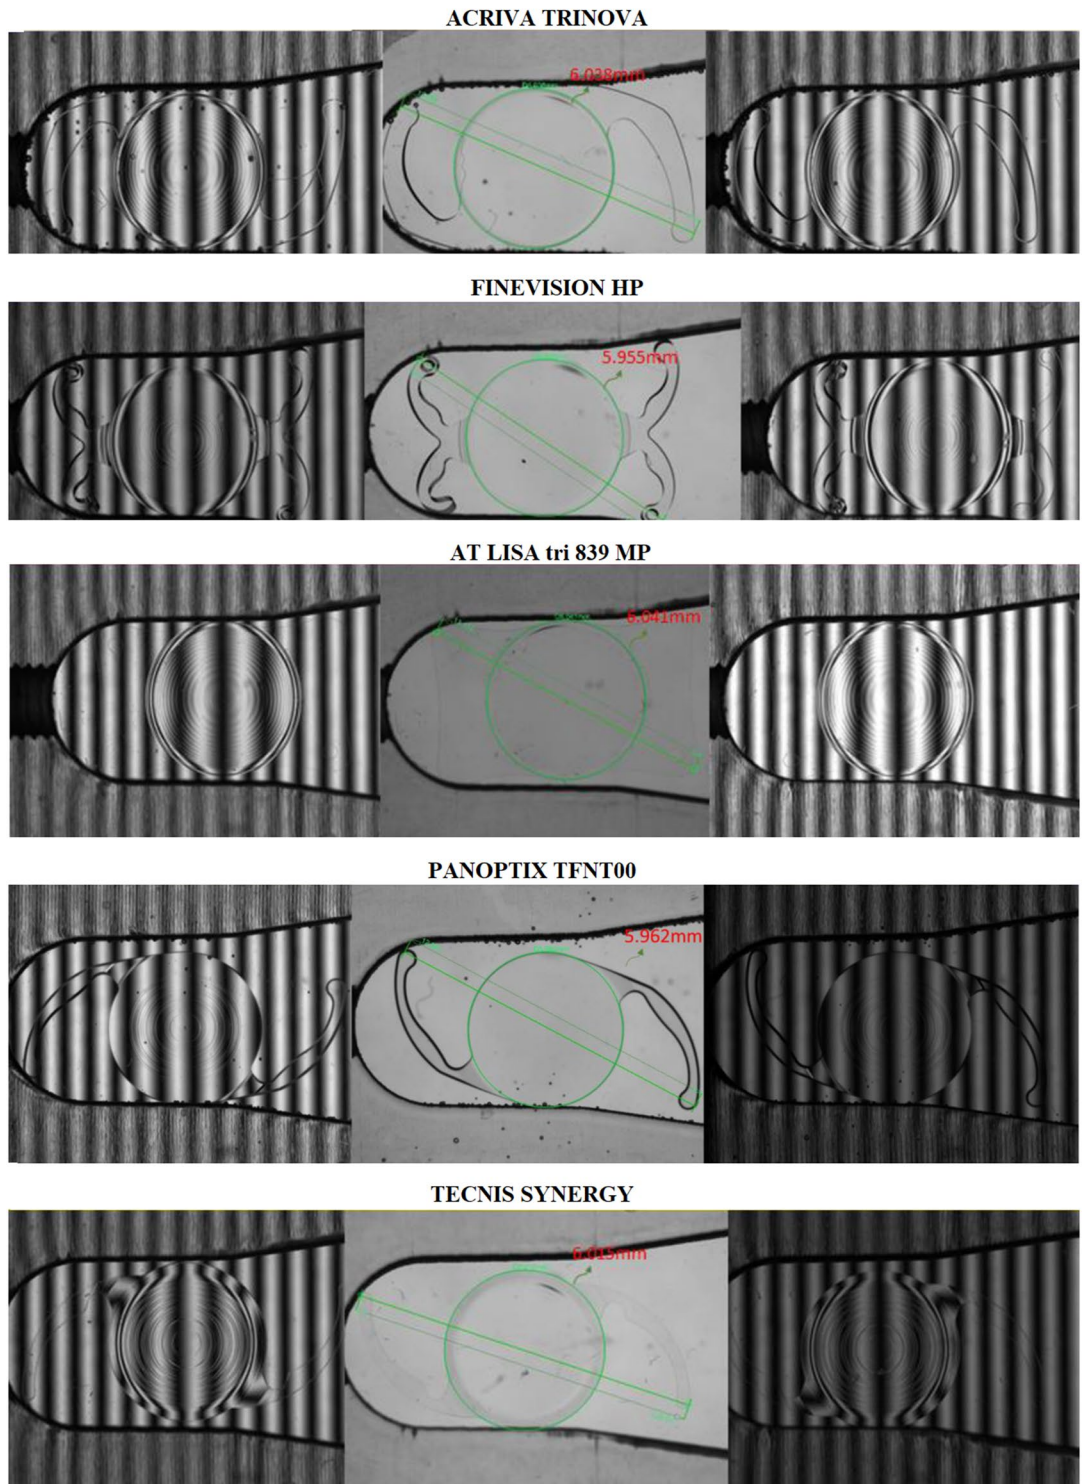 ACRIVA TRINOVA
6.038mm
FINEVISION HP
5.955mm
AT LISA tri 839 MP
6.041mm
PANOPTIX TFNT00
5.962mm
TECNIS SYNERGY
6.015mm